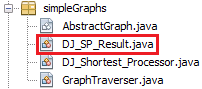 simpleGraphs
AbstractGraph.java
DJ_SP_Result.java
DJ_Shortest_Processor.java
GraphTraverser.java